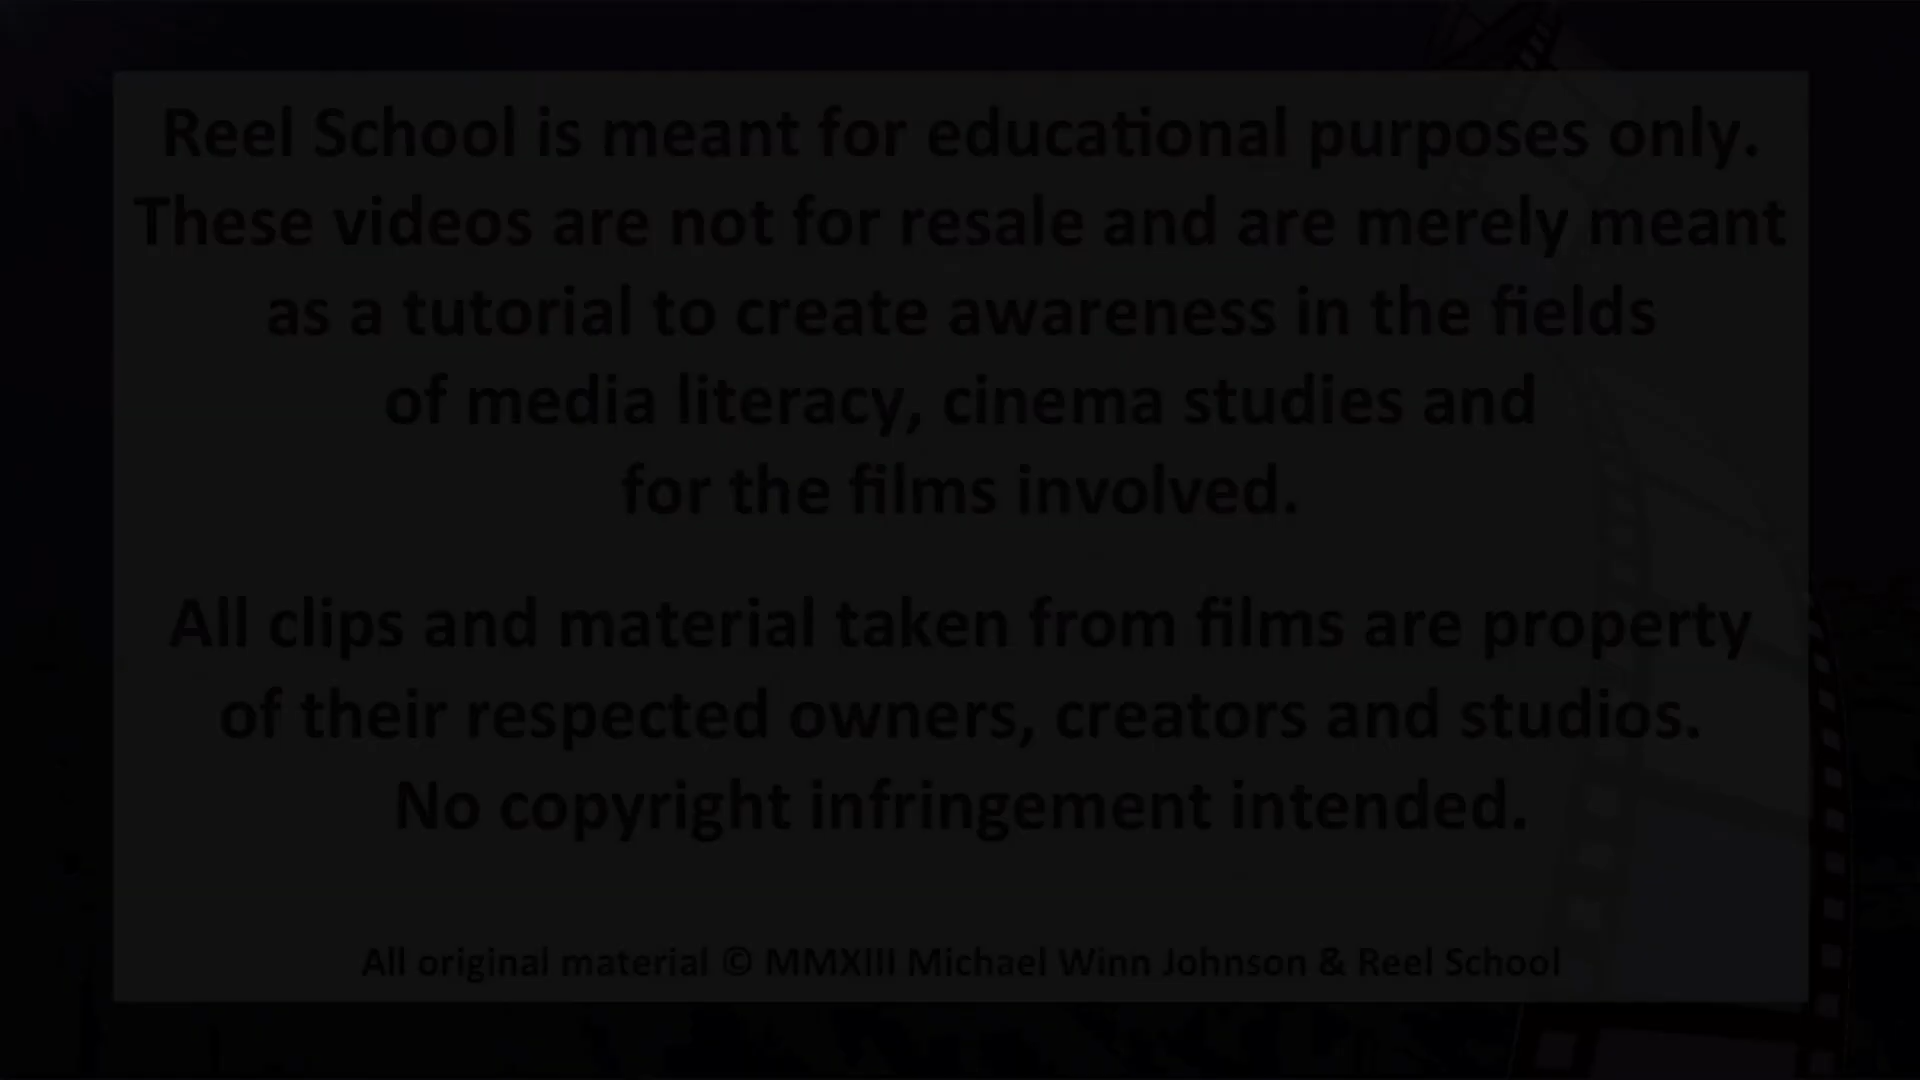 Reel School is meant for educational purposes only.
These videos are not for resale and are merely meant
as a tutorial to create awareness in the fields
of media literacy, cinema studies and
for the films involved.
All clips and material taken from films are property
of their respected owners, creators and studios.
No copyright infringement intended.
All original material © MMXIII Michael Winn Johnson & Reel School